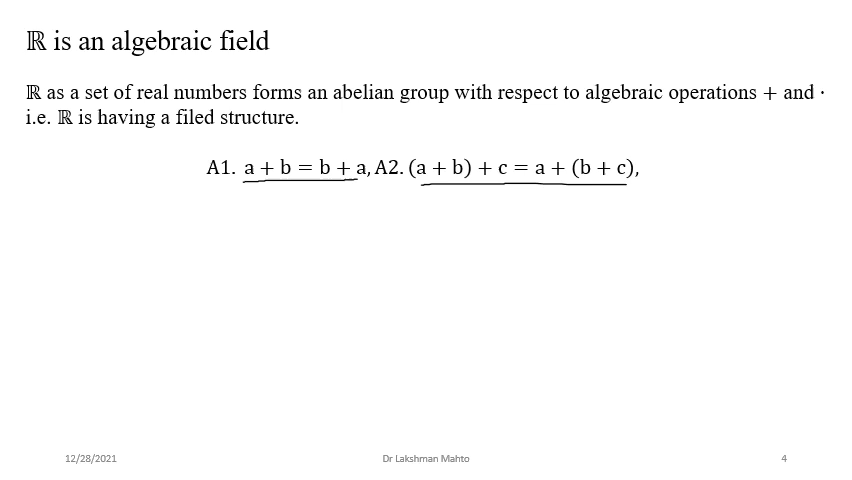 ℝ is an algebraic field
ℝ as a set of real numbers forms an abelian group with respect to algebraic operations + and ·
i.e. ℝ is having a filed structure.
A1. a + b = b + a, A2. (a + b) + c = a + (b + c),
12/28/2021 Dr Lakshman Mahto 4